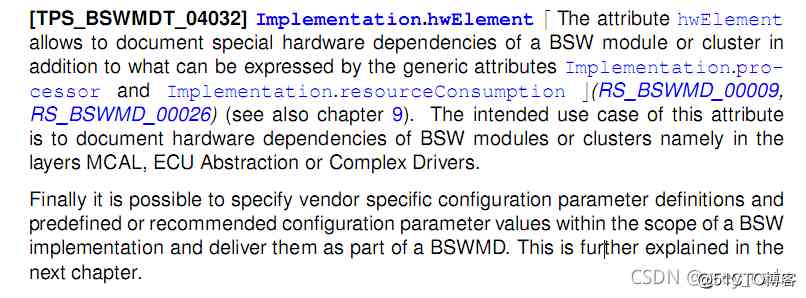 [TPS_BSWMDT_04032] Implementation.hwElement ⌈ The attribute hwElement
allows to document special hardware dependencies of a BSW module or cluster in
addition to what can be expressed by the generic attributes Implementation.pro-
cessor and Implementation.resourceConsumption ⌋(RS_BSWMD_00009,
RS_BSWMD_00026) (see also chapter 9). The intended use case of this attribute
is to document hardware dependencies of BSW modules or clusters namely in the
layers MCAL, ECU Abstraction or Complex Drivers.
Finally it is possible to specify vendor specific configuration parameter definitions and
predefined or recommended configuration parameter values within the scope of a BSW
implementation and deliver them as part of a BSWMD. This is further explained in the
next chapter.
CSDN
@51CTO博客